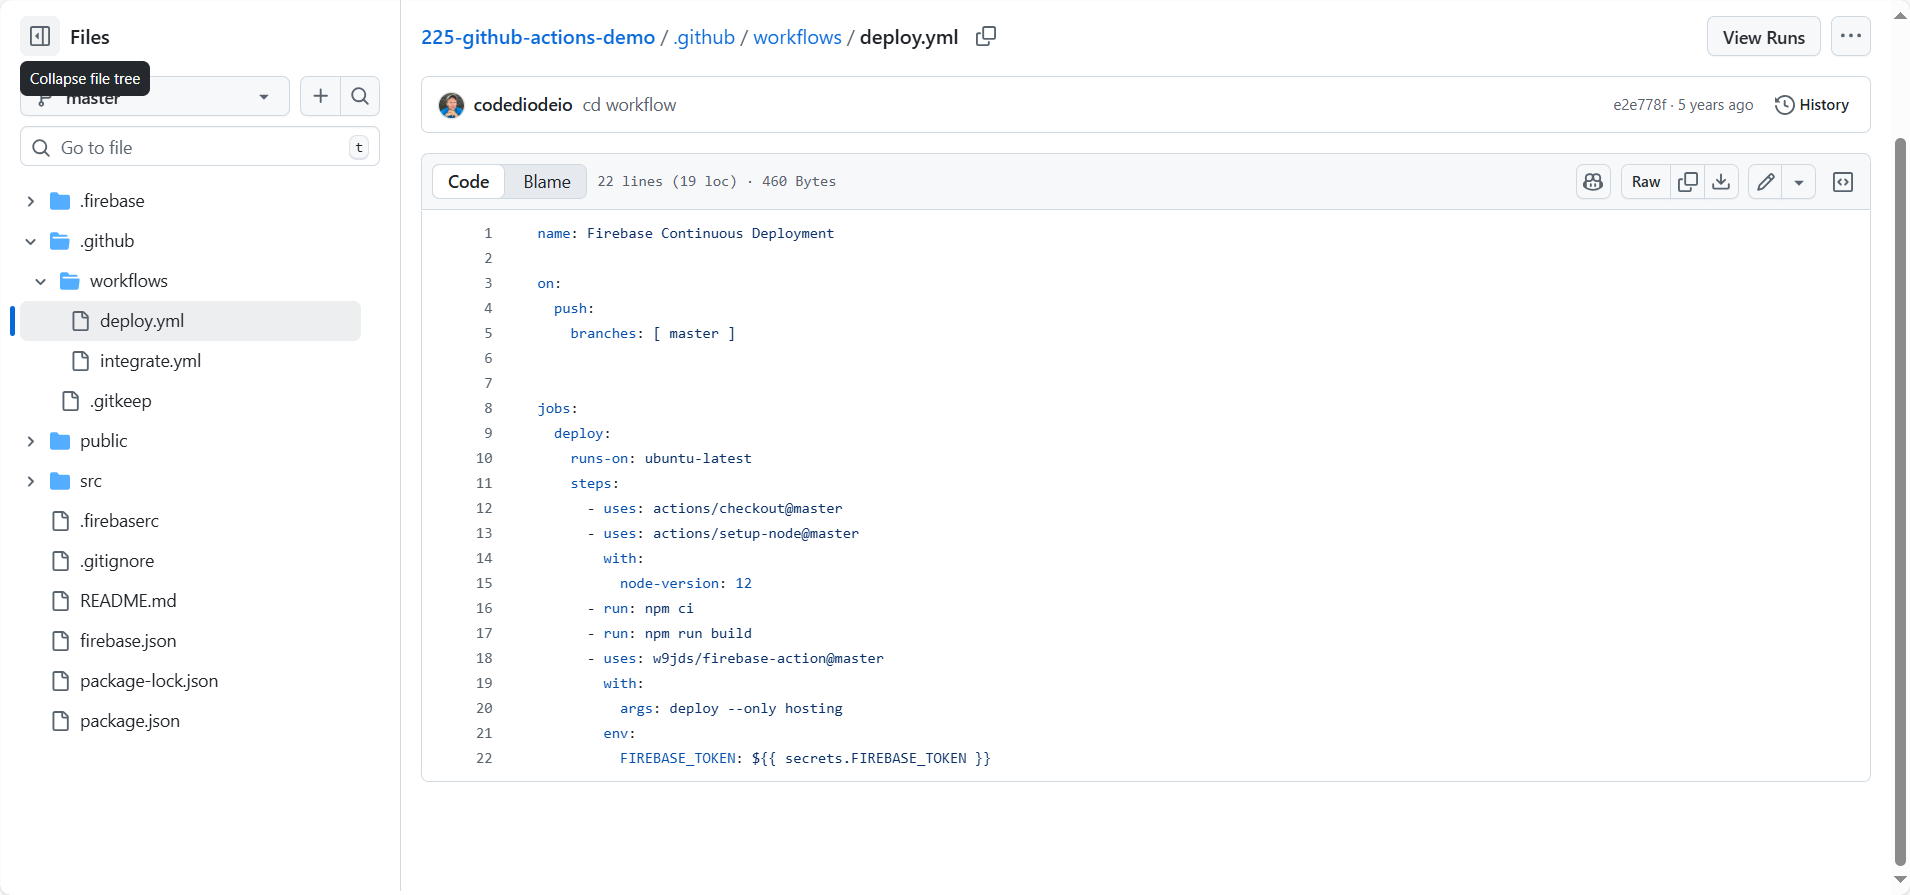 Files
Collapse file tree
master
Go to file
t
.firebase
.github
workflows
deploy.yml
integrate.yml
.gitkeep
public
src
.firebaserc
.gitignore
README.md
firebase.json
package-lock.json
package.json
225-github-actions-demo / .github / workflows / deploy.yml
View Runs
codediodeio cd workflow
e2e778f · 5 years ago
History
Code
Blame
22 lines (19 loc) · 460 Bytes
Raw
1 name: Firebase Continuous Deployment
2
3 on:
4   push:
5     branches: [ master ]
6
7
8 jobs:
9   deploy:
10     runs-on: ubuntu-latest
11     steps:
12       - uses: actions/checkout@master
13       - uses: actions/setup-node@master
14         with:
15           node-version: 12
16       - run: npm ci
17       - run: npm run build
18       - uses: w9jds/firebase-action@master
19         with:
20           args: deploy --only hosting
21         env:
22           FIREBASE_TOKEN: ${{ secrets.FIREBASE_TOKEN }}